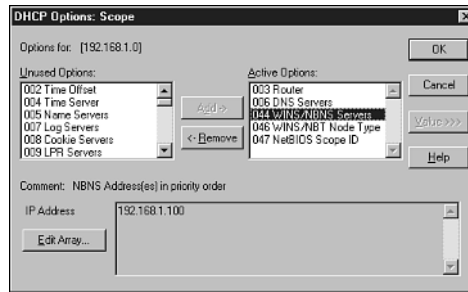 DHCP Options: Scope
Options for: [192.168.1.0]
OK
Unused Options:
002 Time Offset
004 Time Server
005 Name Servers
007 Log Servers
008 Cookie Servers
009 LPR Servers
Add->
<- Remove
Active Options:
003 Router
006 DNS Servers
044 WINS/NBNS Servers
046 WINS/NBT Node Type
047 NetBIOS Scope ID
Cancel
Value>>>
Help
Comment: NBNS Address(es) in priority order
IP Address
192.168.1.100
Edit Array...